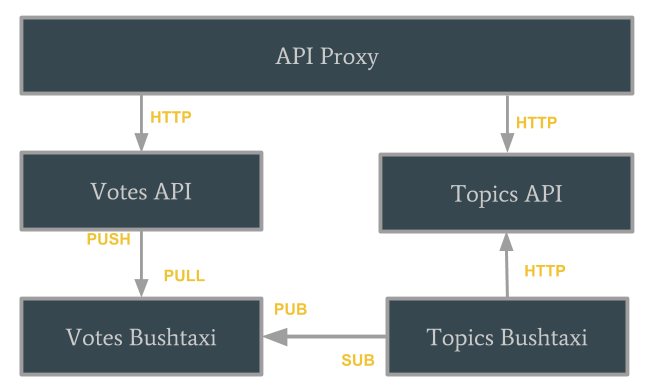 API Proxy
HTTP
HTTP
Votes API
Topics API
PUSH
PULL
HTTP
PUB
Votes Bushtaxi
Topics Bushtaxi
SUB